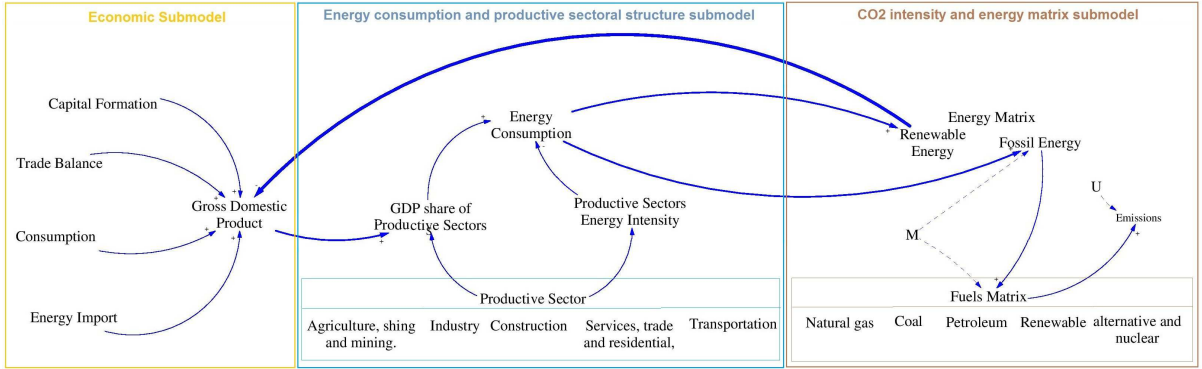 Economic Submodel
Capital Formation
Trade Balance
Gross Domestic
Product
Consumption
Energy Import
Energy consumption and productive sectoral structure submodel
Energy
Consumption
GDP share of
Productive Sectors
Productive Sectors
Energy Intensity
Productive Sector
Agriculture, shing
and mining.
Industry
Construction
Services, trade
and residential,
Transportation
CO2 intensity and energy matrix submodel
Energy Matrix
Renewable
Energy
Fossil Energy
U
Emissions
M
Fuels Matrix
Natural gas
Coal
Petroleum
Renewable
alternative and
nuclear